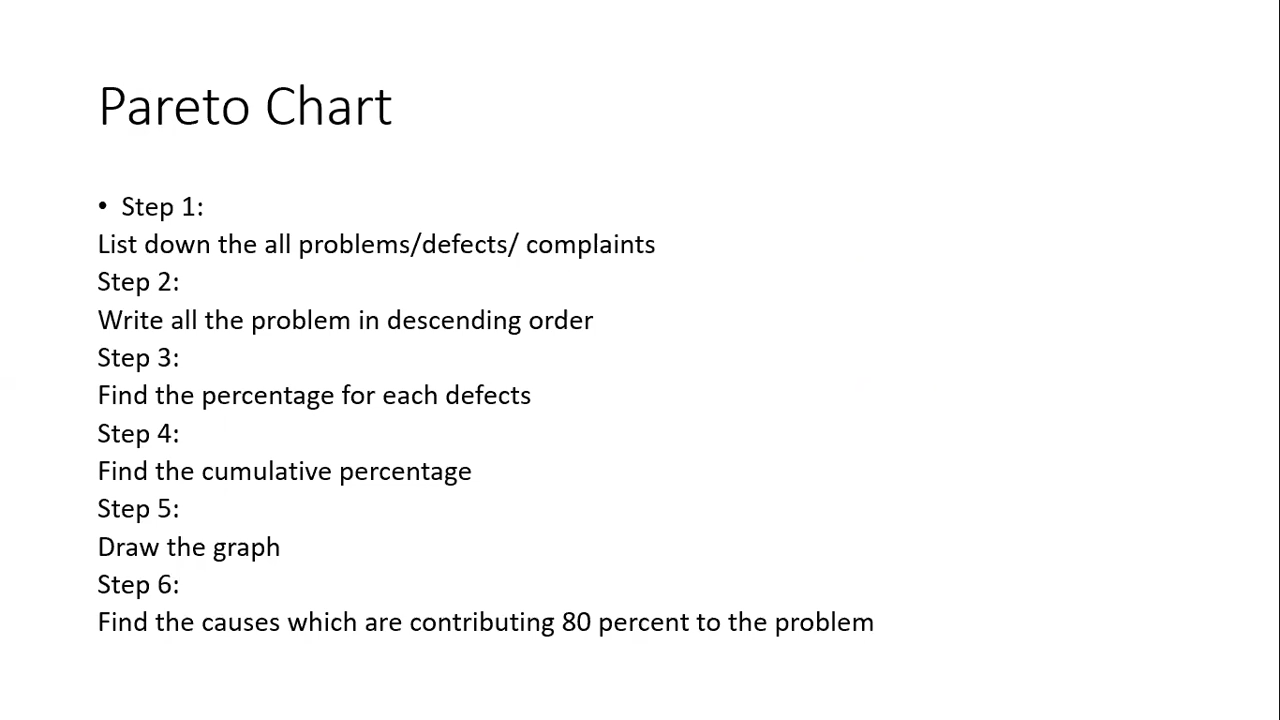 Pareto Chart
• Step 1:
List down the all problems/defects/ complaints
Step 2:
Write all the problem in descending order
Step 3:
Find the percentage for each defects
Step 4:
Find the cumulative percentage
Step 5:
Draw the graph
Step 6:
Find the causes which are contributing 80 percent to the problem